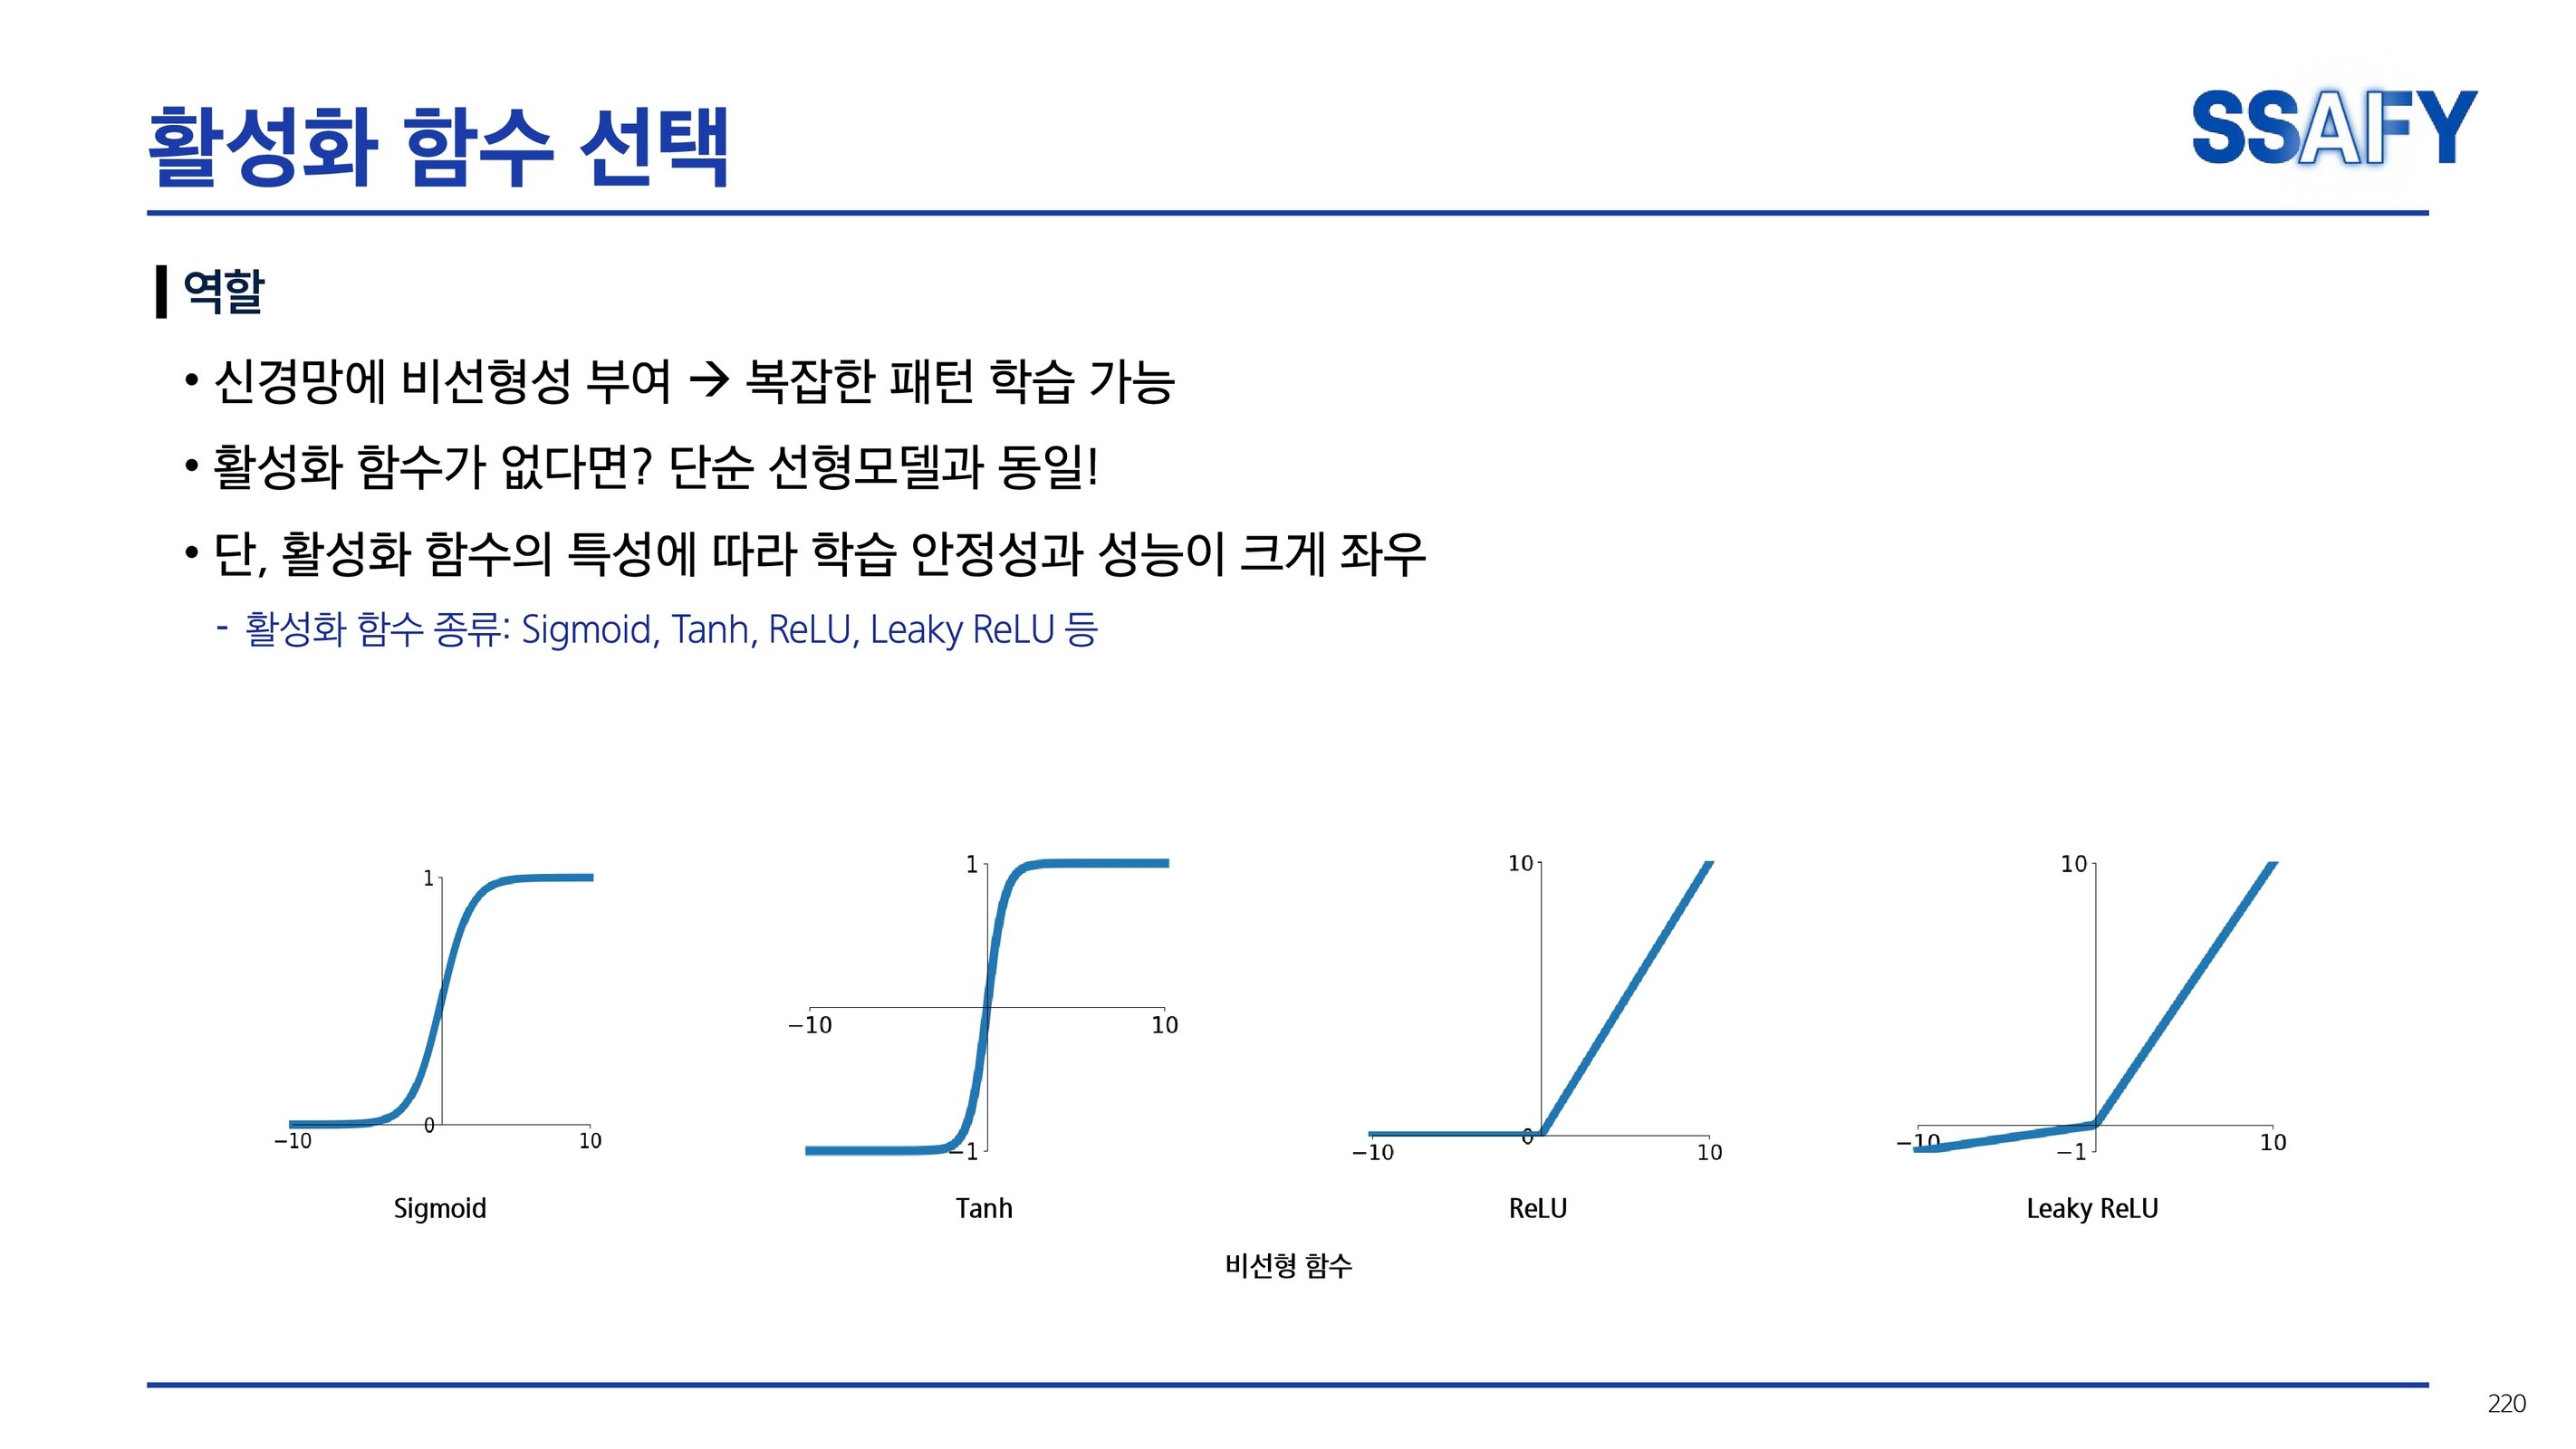 활성화 함수 선택
SSAFY
역할
• 신경망에 비선형성 부여 → 복잡한 패턴 학습 가능
• 활성화 함수가 없다면? 단순 선형모델과 동일!
• 단, 활성화 함수의 특성에 따라 학습 안정성과 성능이 크게 좌우
- 활성화 함수 종류: Sigmoid, Tanh, ReLU, Leaky ReLU 등
1
0
−10
10
Sigmoid
1
−10
10
−1
Tanh
10
0
−10
10
ReLU
10
−10
10
−1
Leaky ReLU
비선형 함수
220